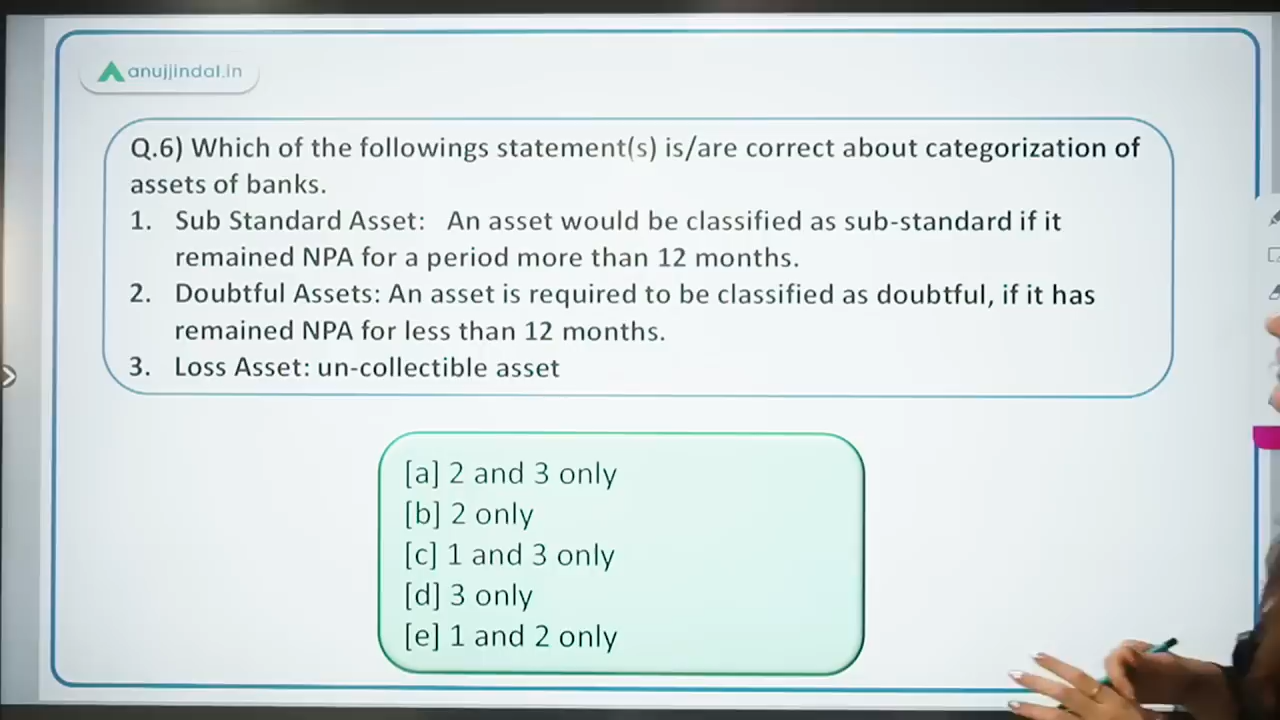 anujjindal.in
Q.6) Which of the followings statement(s) is/are correct about categorization of
assets of banks.
1. Sub Standard Asset: An asset would be classified as sub-standard if it
remained NPA for a period more than 12 months.
2. Doubtful Assets: An asset is required to be classified as doubtful, if it has
remained NPA for less than 12 months.
3. Loss Asset: un-collectible asset
[a] 2 and 3 only
[b] 2 only
[c] 1 and 3 only
[d] 3 only
[e] 1 and 2 only